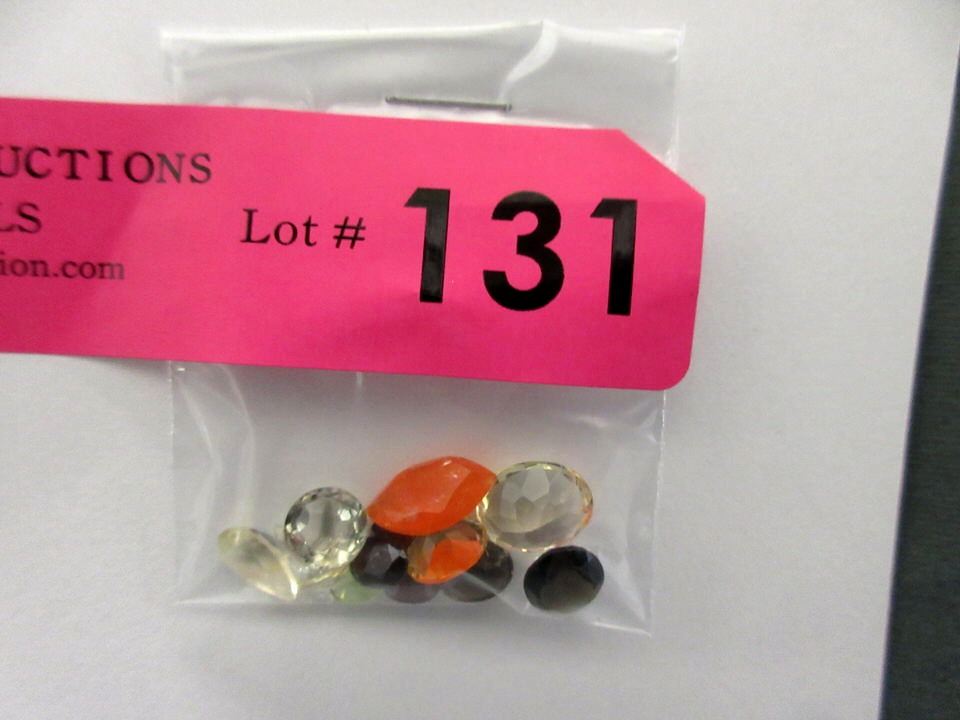 UCTIONS
LS
ion.com
Lot # 131